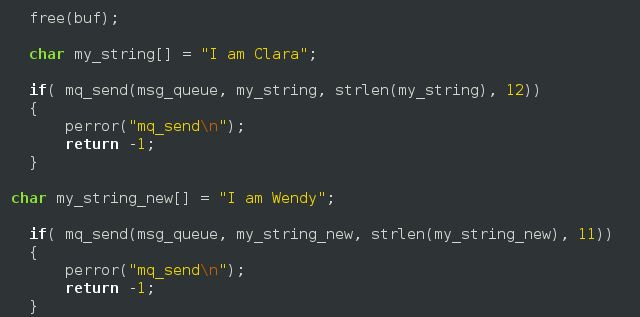 free(buf);
char my_string[] = "I am Clara";
if( mq_send(msg_queue, my_string, strlen(my_string), 12))
{
perror("mq_send\n");
return -1;
}
char my_string_new[] = "I am Wendy";
if( mq_send(msg_queue, my_string_new, strlen(my_string_new), 11))
{
perror("mq_send\n");
return -1;
}